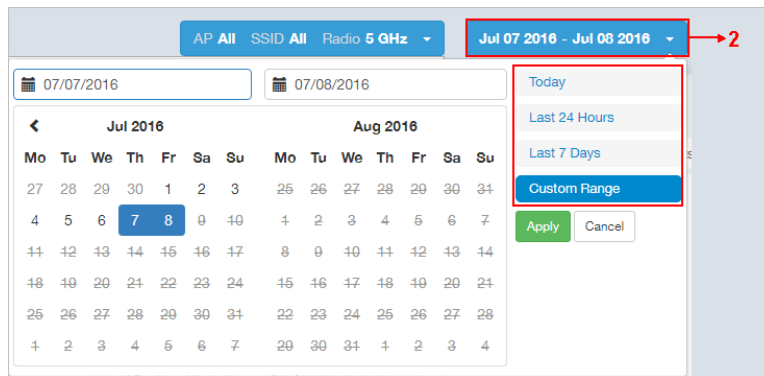 AP All SSID All Radio 5 GHz
Jul 07 2016 - Jul 08 2016
2
07/07/2016
07/08/2016
Jul 2016
Mo Tu We Th Fr Sa Su
27 28 29 30 1 2 3
4 5 6 7 8 9 10
11 12 13 14 15 16 17
18 19 20 21 22 23 24
25 26 27 28 29 30 31
1 2 3 4 5 6 7
Aug 2016
Mo Tu We Th Fr Sa Su
25 26 27 28 29 30 31
1 2 3 4 5 6 7
8 9 10 11 12 13 14
15 16 17 18 19 20 21
22 23 24 25 26 27 28
29 30 31 1 2 3 4
Today
Last 24 Hours
Last 7 Days
Custom Range
Apply Cancel